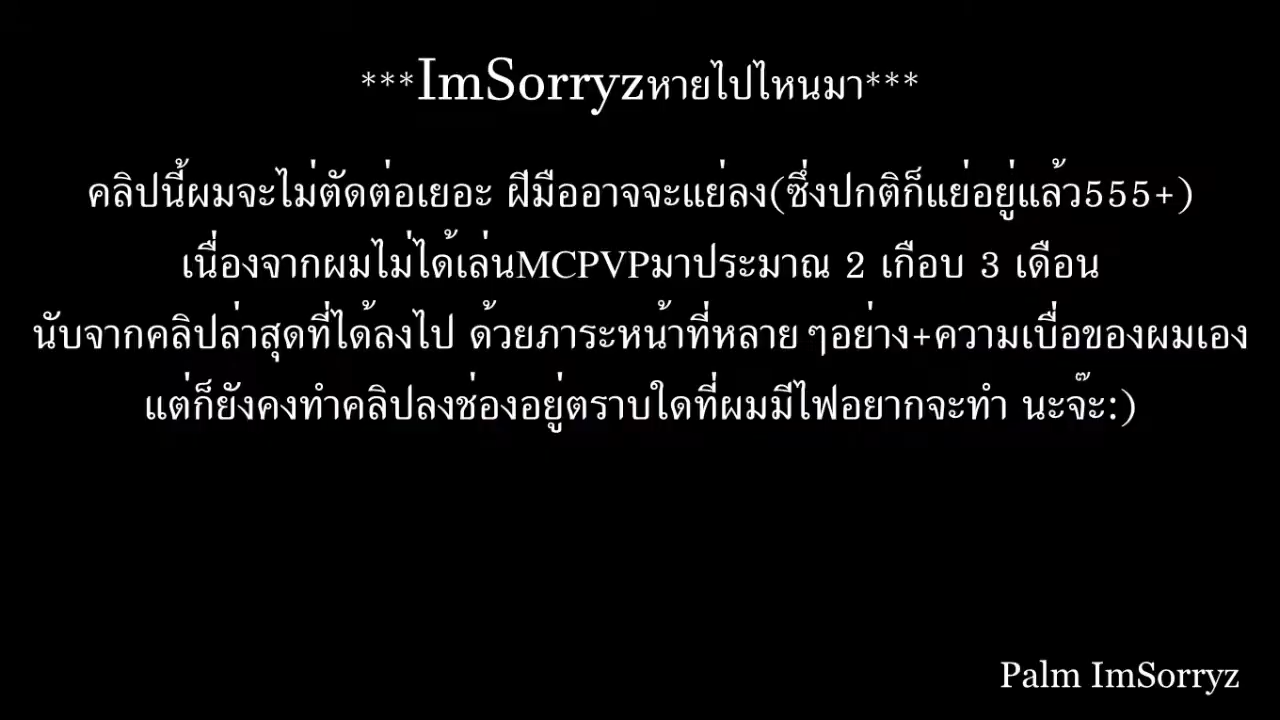 ***ImSorryzหายไปไหนมา***
คลิปนี้ผมจะไม่ตัดต่อเยอะ ฝีมืออาจจะแย่ลง(ซึ่งปกติก็แย่อยู่แล้ว555+)
เนื่องจากผมไม่ได้เล่นMCPVPมาประมาณ 2 เกือบ 3 เดือน
นับจากคลิปล่าสุดที่ได้ลงไป ด้วยภาระหน้าที่หลายๆอย่าง+ความเบื่อของผมเอง
แต่ก็ยังคงทำคลิปลงช่องอยู่ตราบใดที่ผมมีไฟอยากจะทำ นะจ๊ะ:)
Palm ImSorryz